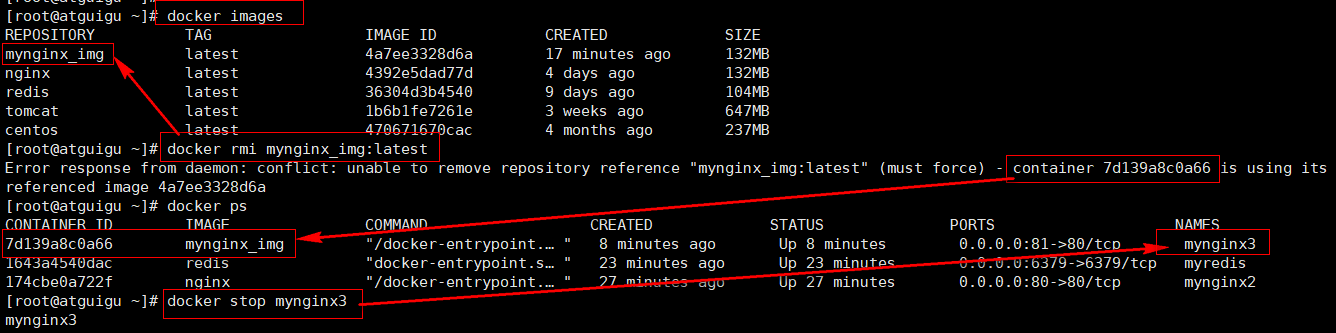 [root@atguigu ~]# docker images
REPOSITORY TAG IMAGE ID CREATED SIZE
mynginx_img latest 4a7ee3328d6a 17 minutes ago 132MB
nginx latest 4392e5dad77d 4 days ago 132MB
redis latest 36304d3b4540 9 days ago 104MB
tomcat latest 1b6b1fe7261e 3 weeks ago 647MB
centos latest 470671670cac 4 months ago 237MB
[root@atguigu ~]# docker rmi mynginx_img:latest
Error response from daemon: conflict: unable to remove repository reference "mynginx_img:latest" (must force) - container 7d139a8c0a66 is using its
referenced image 4a7ee3328d6a
[root@atguigu ~]# docker ps
CONTAINER ID IMAGE COMMAND CREATED STATUS PORTS NAMES
7d139a8c0a66 mynginx_img "/docker-entrypoint.… " 8 minutes ago Up 8 minutes 0.0.0.0:81->80/tcp mynginx3
1643a4540dac redis "docker-entrypoint.s… " 23 minutes ago Up 23 minutes 0.0.0.0:6379->6379/tcp myredis
174cbe0a722f nginx "/docker-entrypoint.… " 27 minutes ago Up 27 minutes 0.0.0.0:80->80/tcp mynginx2
[root@atguigu ~]# docker stop mynginx3
mynginx3